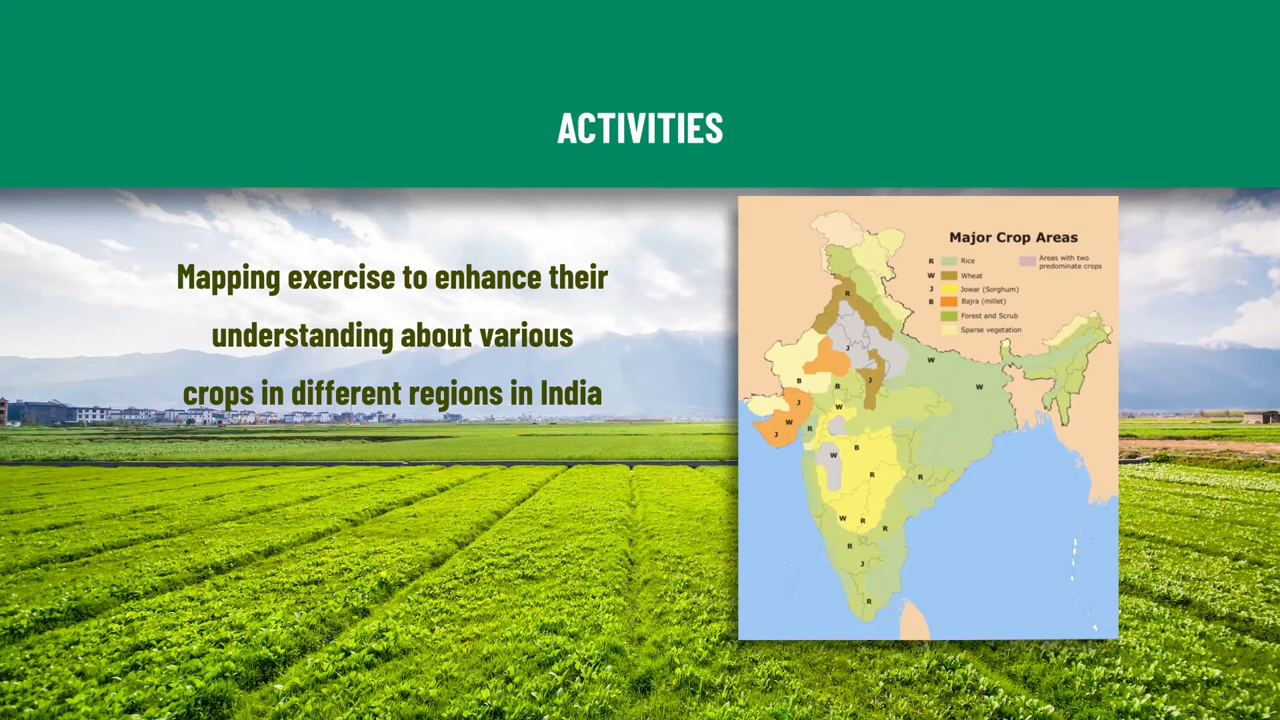 ACTIVITIES
Mapping exercise to enhance their
understanding about various
crops in different regions in India
Major Crop Areas
R Rice
W Wheat
J Jowar (Sorghum)
B Bajra (millet)
Forest and Scrub
Sparse vegetation
Areas with two
predominate crops
R
J
W
J
W
B
B
J
W
W
R
J
W
B
R
R
W
R
R
R
J
R